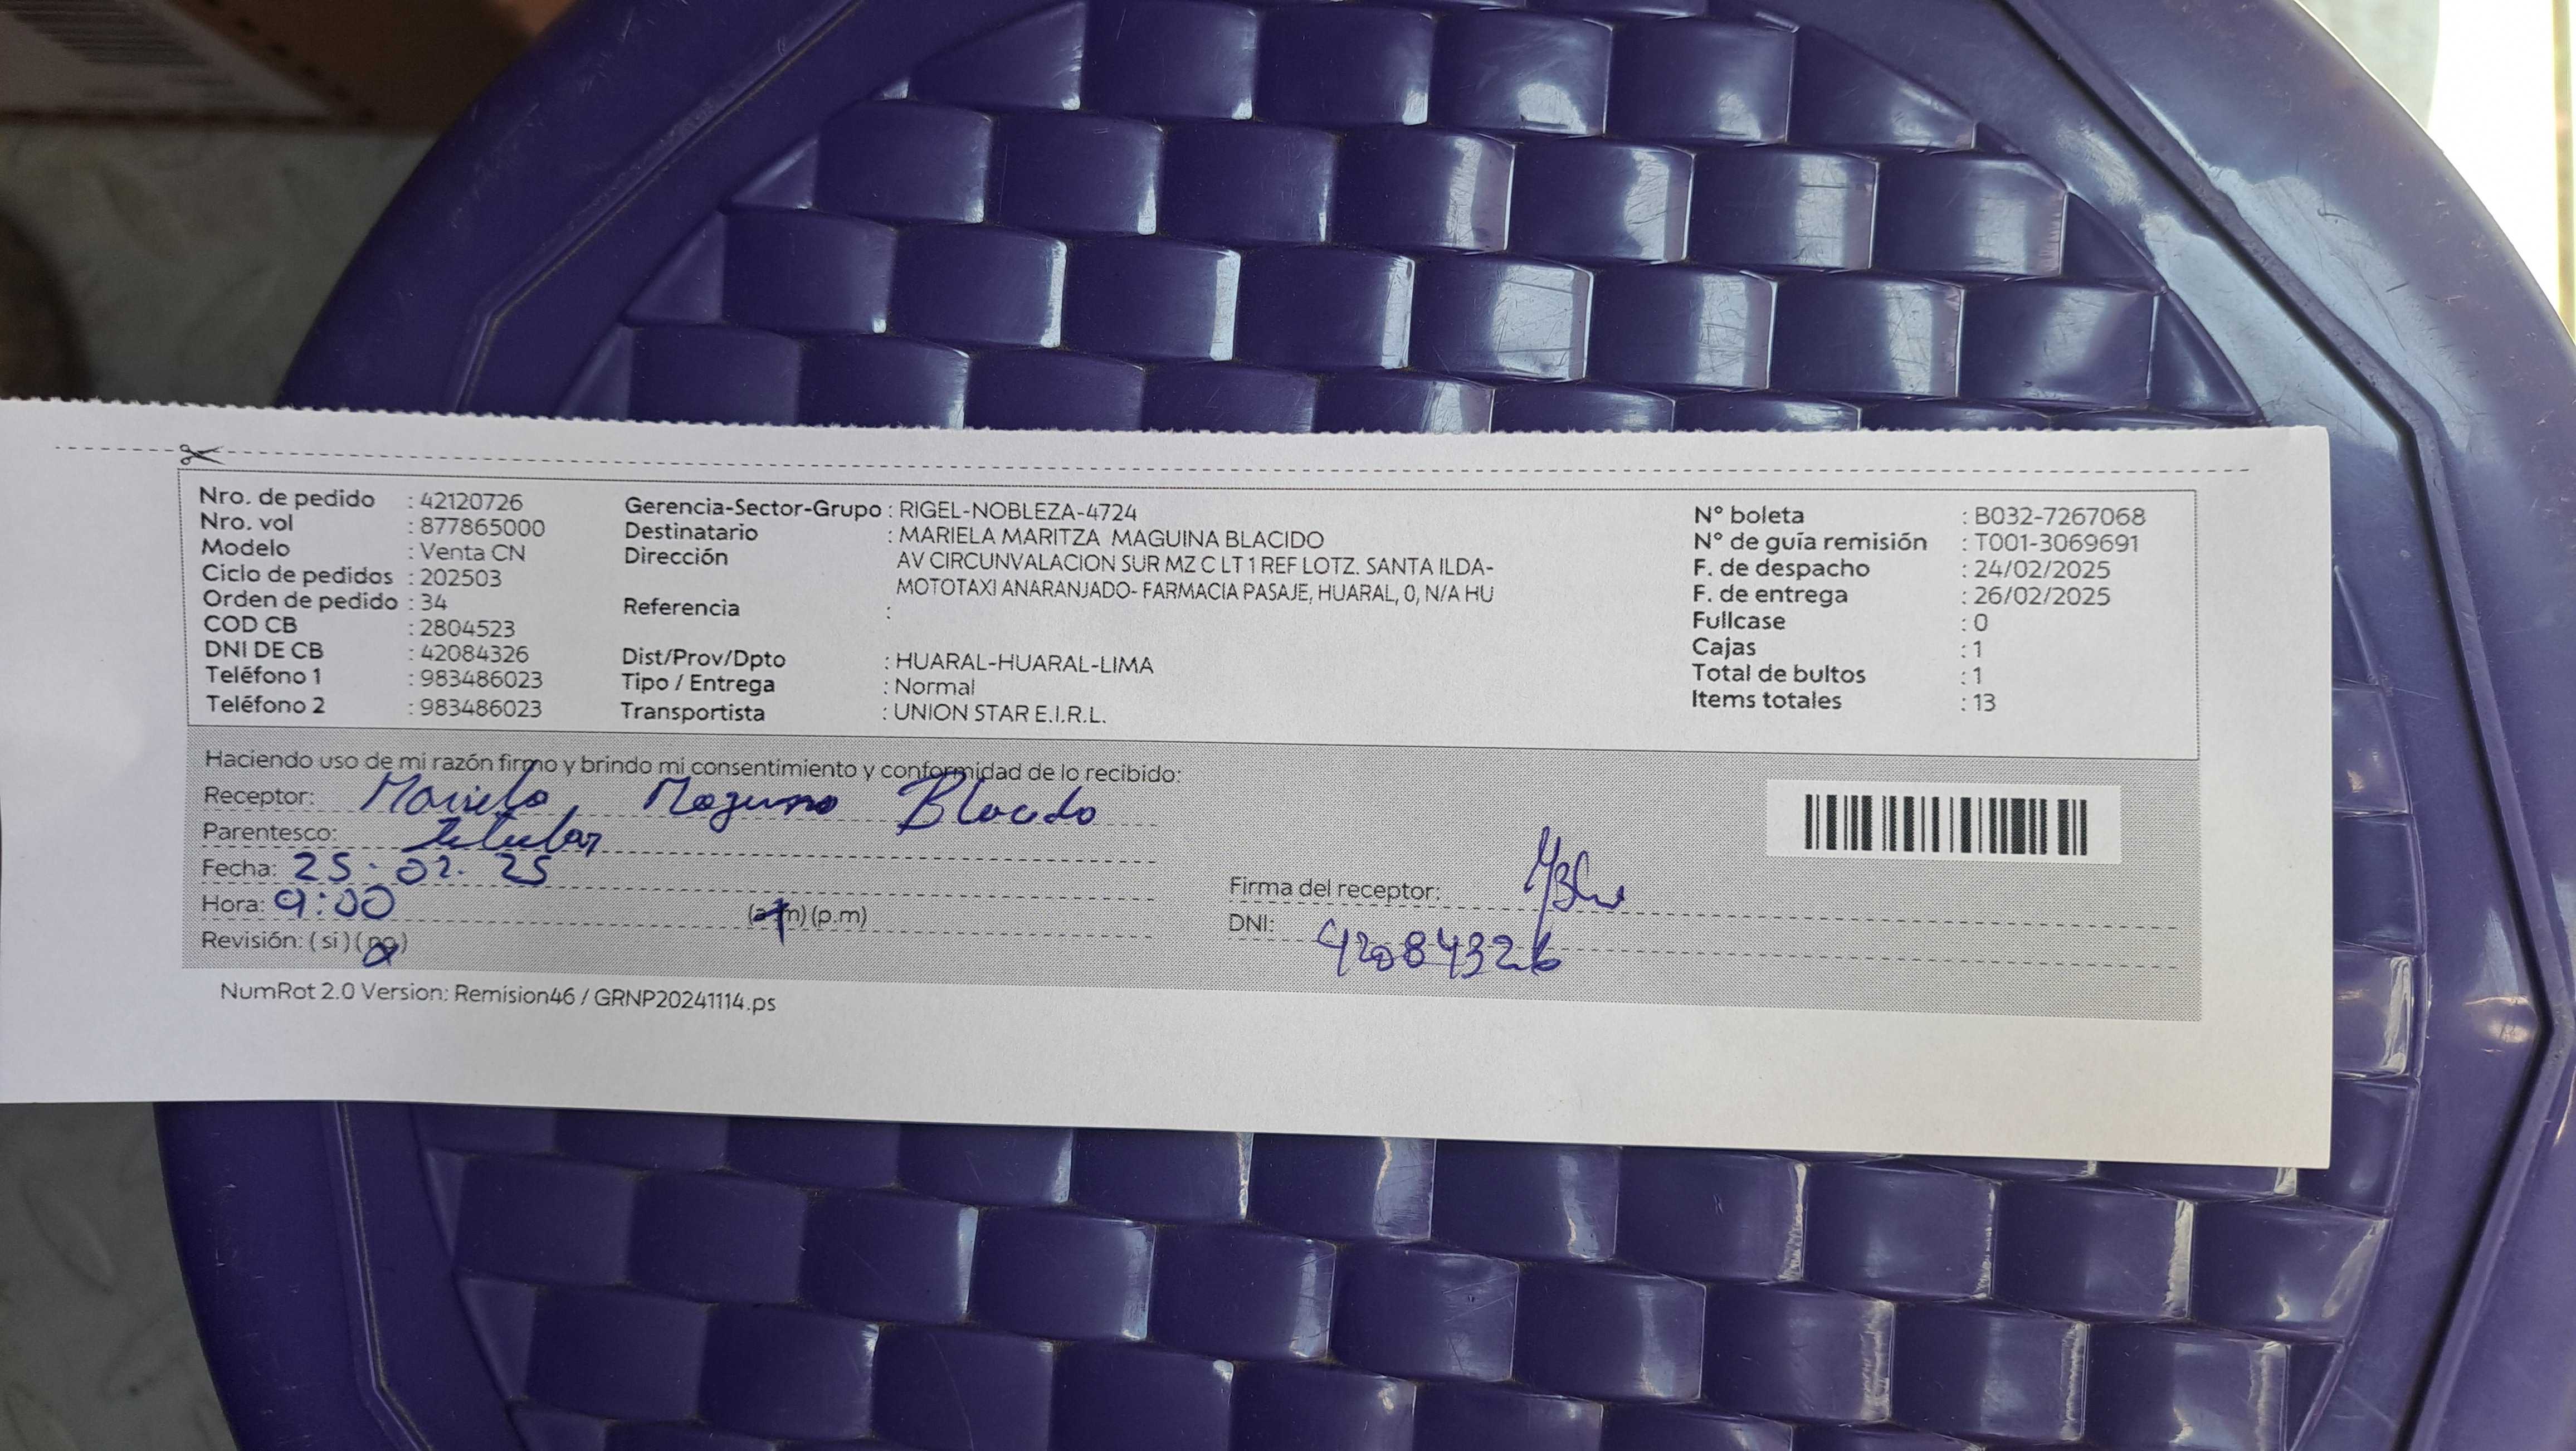 Nro. de pedido : 42120726
Nro. vol : 877865000
Modelo : Venta CN
Ciclo de pedidos : 202503
Orden de pedido : 34
COD CB : 2804523
DNI DE CB : 42084326
Teléfono 1 : 983486023
Teléfono 2 : 983486023
Gerencia-Sector-Grupo : RIGEL-NOBLEZA-4724
Destinatario : MARIELA MARITZA MAGUINA BLACIDO
Dirección AV CIRCUNVALACION SUR MZ C LT 1 REF LOTZ. SANTA ILDA-
MOTOTAXI ANARANJADO- FARMACIA PASAJE, HUARAL, 0, N/A HU
Referencia :
Dist/Prov/Dpto : HUARAL-HUARAL-LIMA
Tipo / Entrega : Normal
Transportista : UNION STAR E.I.R.L.
N° boleta : B032-7267068
N° de guía remisión : T001-3069691
F. de despacho : 24/02/2025
F. de entrega : 26/02/2025
Fullcase : 0
Cajas : 1
Total de bultos : 1
Items totales : 13
Haciendo uso de mi razón firmo y brindo mi consentimiento y conformidad de lo recibido:
Receptor: Mariela Maguina Blacido
Parentesco: titular
Fecha: 25-02-25
Hora: 9:00 (a.m) (p.m)
Revisión: (si) (no)
Firma del receptor:
DNI: 42084326
NumRot 2.0 Version: Remision46 / GRNP20241114.ps